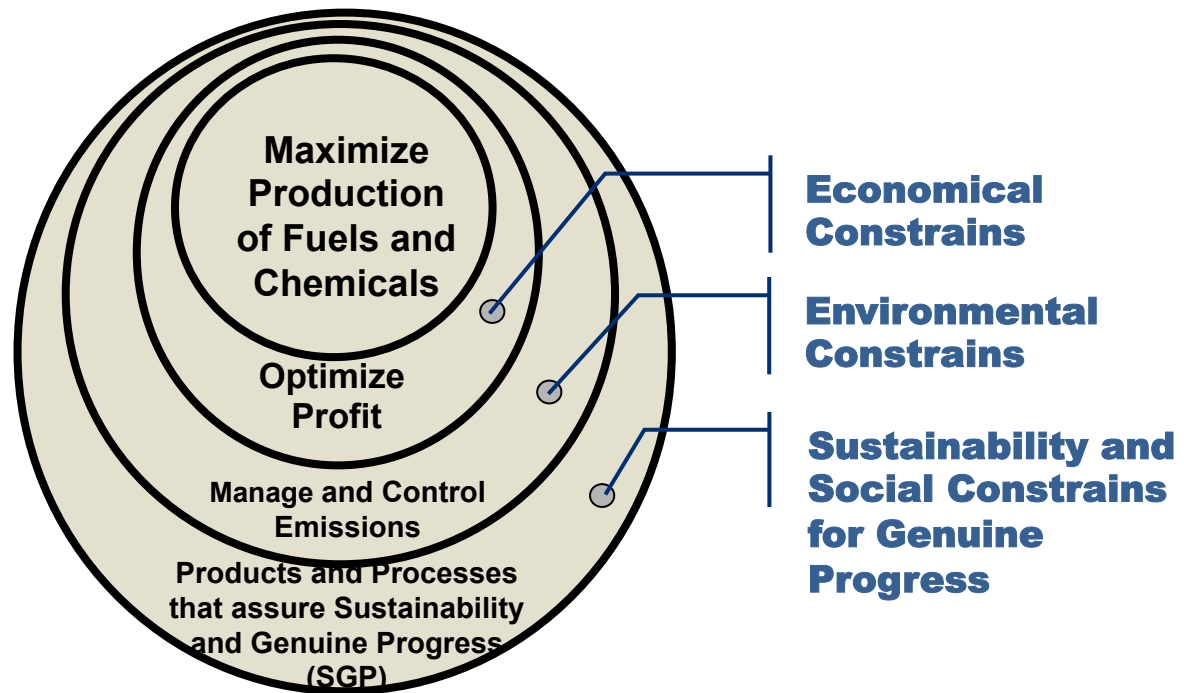 Maximize
Production
of Fuels and
Chemicals
Optimize
Profit
Manage and Control
Emissions
Products and Processes
that assure Sustainability
and Genuine Progress
(SGP)
Economical
Constrains
Environmental
Constrains
Sustainability and
Social Constrains
for Genuine
Progress